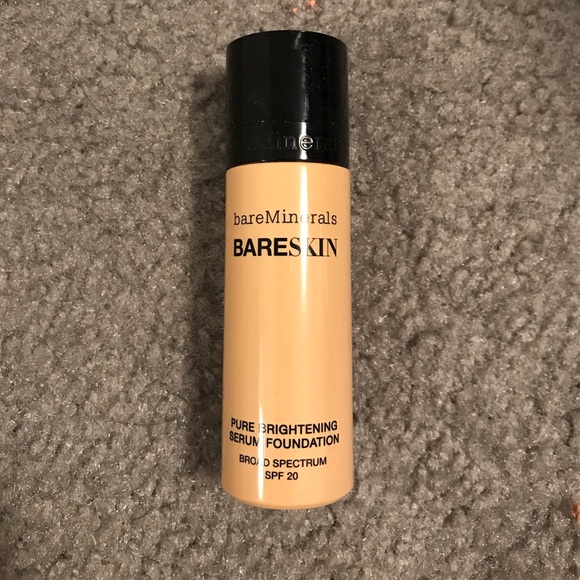 bareMinerals
BARESKIN
PURE BRIGHTENING
SERUM FOUNDATION
BROAD SPECTRUM
SPF 20